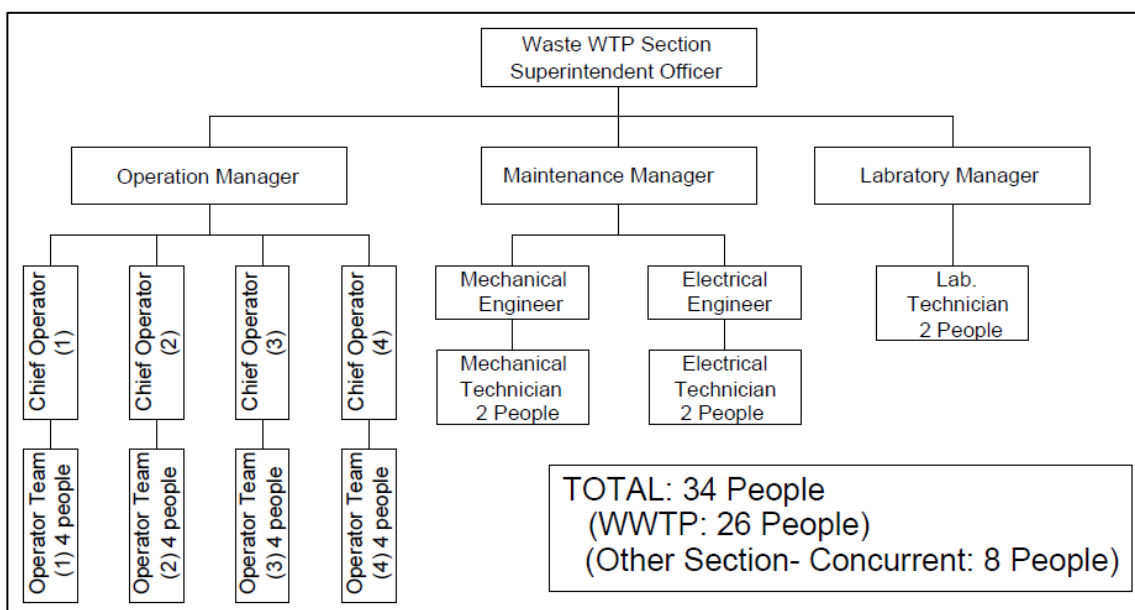 Waste WTP Section
Superintendent Officer
Operation Manager
Maintenance Manager
Labratory Manager
Chief Operator
(1)
Chief Operator
(2)
Chief Operator
(3)
Chief Operator
(4)
Mechanical
Engineer
Electrical
Engineer
Lab.
Technician
2 People
Mechanical
Technician
2 People
Electrical
Technician
2 People
Operator Team
(1) 4 people
Operator Team
(2) 4 people
Operator Team
(3) 4 people
Operator Team
(4) 4 people
TOTAL: 34 People
(WWTP: 26 People)
(Other Section- Concurrent: 8 People)